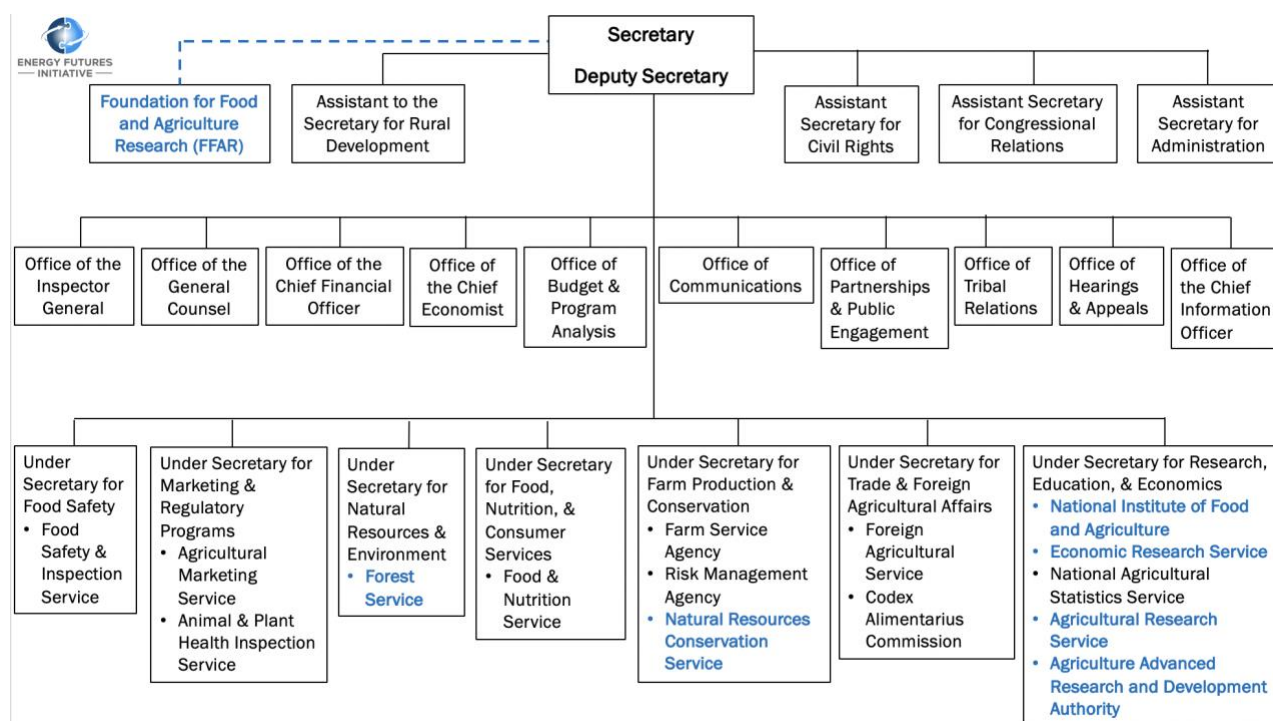 ENERGY FUTURES
INITIATIVE
Secretary
Deputy Secretary
Foundation for Food
and Agriculture
Research (FFAR)
Assistant to the
Secretary for Rural
Development
Assistant
Secretary for
Civil Rights
Assistant Secretary
for Congressional
Relations
Assistant
Secretary for
Administration
Office of the
Inspector
General
Office of the
General
Counsel
Office of the
Chief Financial
Officer
Office of
the Chief
Economist
Office of
Budget &
Program
Analysis
Office of
Communications
Office of
Partnerships
& Public
Engagement
Office of
Tribal
Relations
Office of
Hearings
& Appeals
Office of
the Chief
Information
Officer
Under
Secretary for
Food Safety
• Food
Safety &
Inspection
Service
Under Secretary for
Marketing &
Regulatory
Programs
• Agricultural
Marketing
Service
• Animal & Plant
Health Inspection
Service
Under
Secretary for
Natural
Resources &
Environment
• Forest
Service
Under Secretary
for Food,
Nutrition, &
Consumer
Services
• Food &
Nutrition
Service
Under Secretary for
Farm Production &
Conservation
• Farm Service
Agency
• Risk Management
Agency
• Natural Resources
Conservation
Service
Under Secretary for
Trade & Foreign
Agricultural Affairs
• Foreign
Agricultural
Service
• Codex
Alimentarius
Commission
Under Secretary for Research,
Education, & Economics
• National Institute of Food
and Agriculture
• Economic Research Service
• National Agricultural
Statistics Service
• Agricultural Research
Service
• Agriculture Advanced
Research and Development
Authority